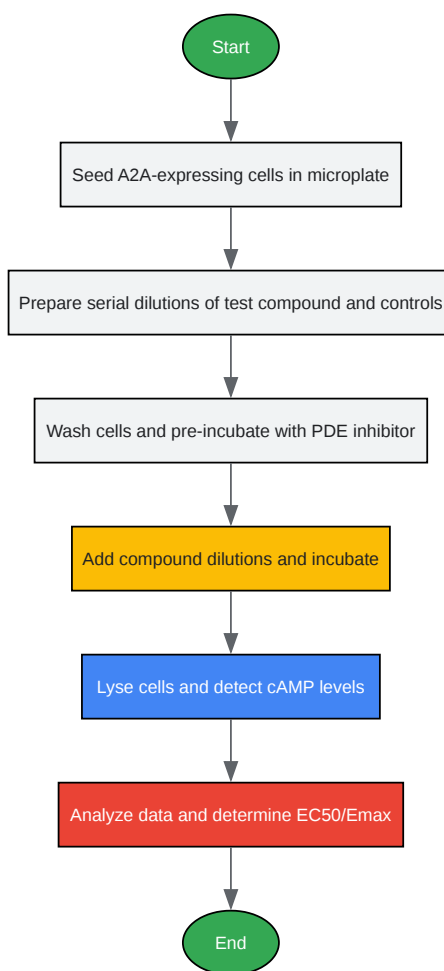 Start
Seed A2A-expressing cells in microplate
Prepare serial dilutions of test compound and controls
Wash cells and pre-incubate with PDE inhibitor
Add compound dilutions and incubate
Lyse cells and detect cAMP levels
Analyze data and determine EC50/Emax
End